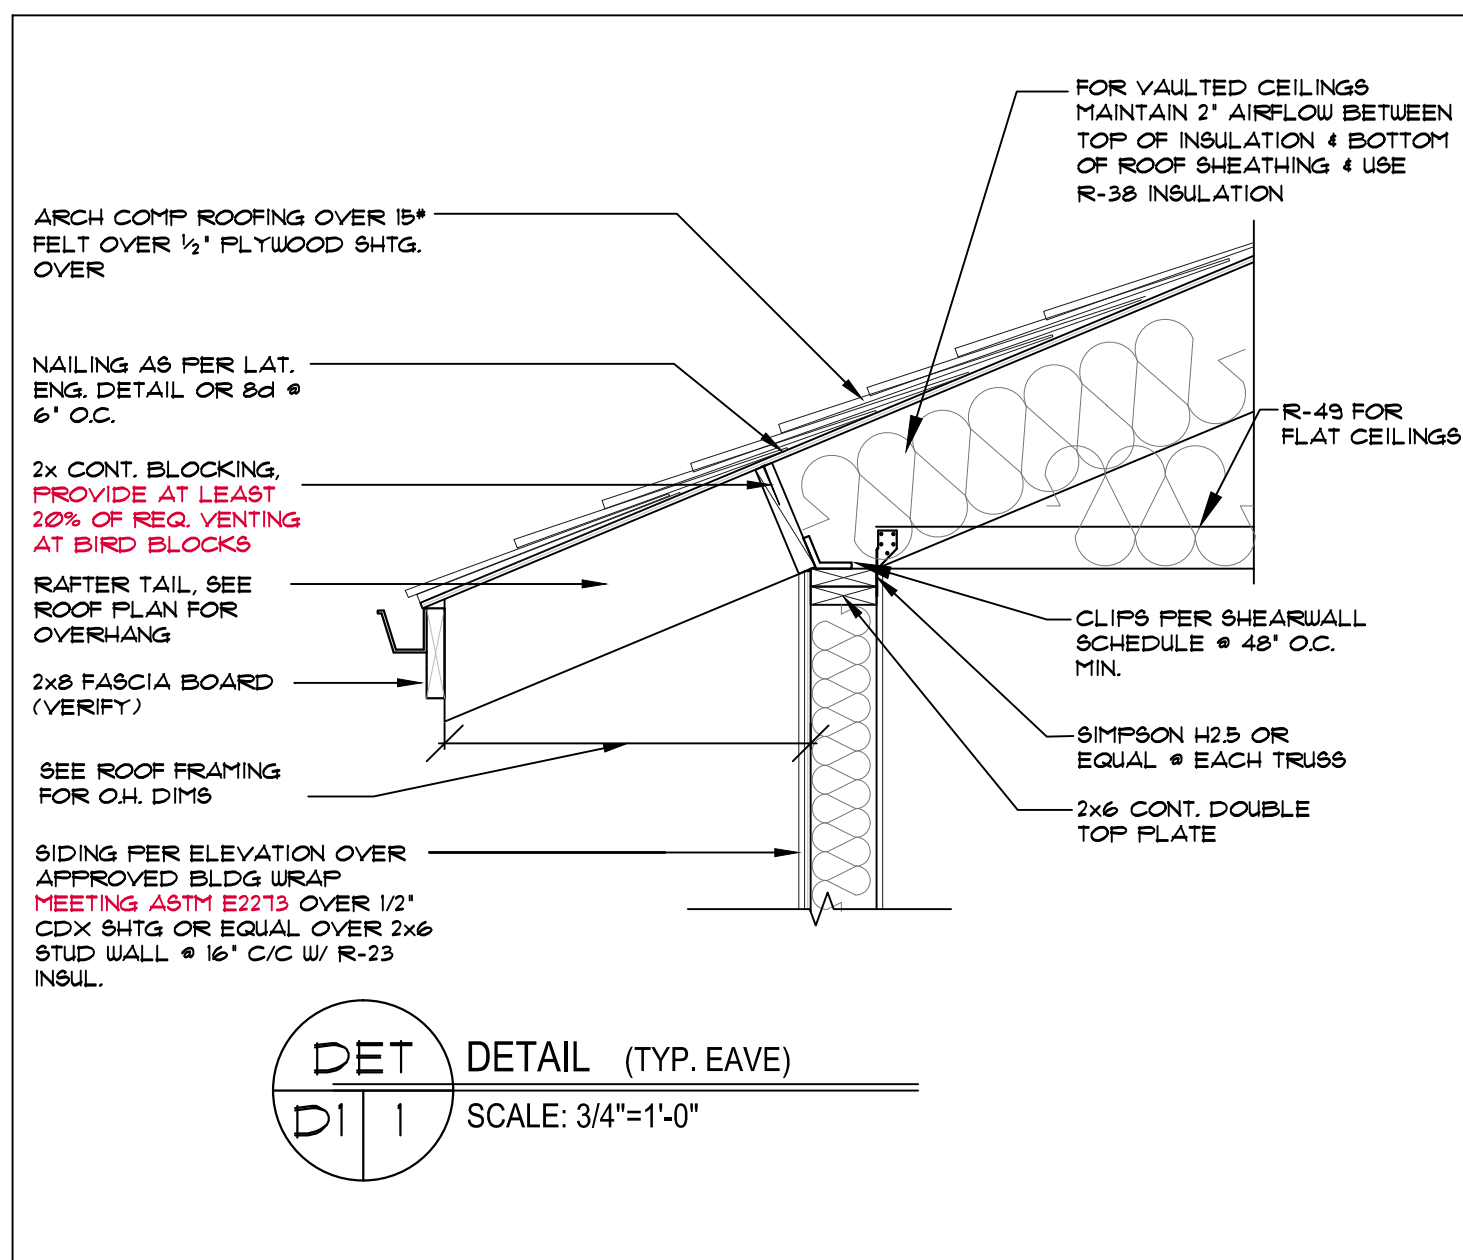 FOR VAULTED CEILINGS
MAINTAIN 2" AIRFLOW BETWEEN
TOP OF INSULATION & BOTTOM
OF ROOF SHEATHING & USE
R-38 INSULATION
ARCH COMP ROOFING OVER 15#
FELT OVER ½" PLYWOOD SHTG.
OVER
NAILING AS PER LAT.
ENG. DETAIL OR 8d @
6" O.C.
R-49 FOR
FLAT CEILINGS
2x CONT. BLOCKING,
PROVIDE AT LEAST
20% OF REQ. VENTING
AT BIRD BLOCKS
RAFTER TAIL, SEE
ROOF PLAN FOR
OVERHANG
CLIPS PER SHEARWALL
SCHEDULE @ 48" O.C.
MIN.
2x8 FASCIA BOARD
(VERIFY)
SIMPSON H2.5 OR
EQUAL @ EACH TRUSS
SEE ROOF FRAMING
FOR O.H. DIMS
2x6 CONT. DOUBLE
TOP PLATE
SIDING PER ELEVATION OVER
APPROVED BLDG WRAP
MEETING ASTM E2273 OVER 1/2"
CDX SHTG OR EQUAL OVER 2x6
STUD WALL @ 16" C/C W/ R-23
INSUL.
DET
D1 1
DETAIL (TYP. EAVE)
SCALE: 3/4"=1'-0"